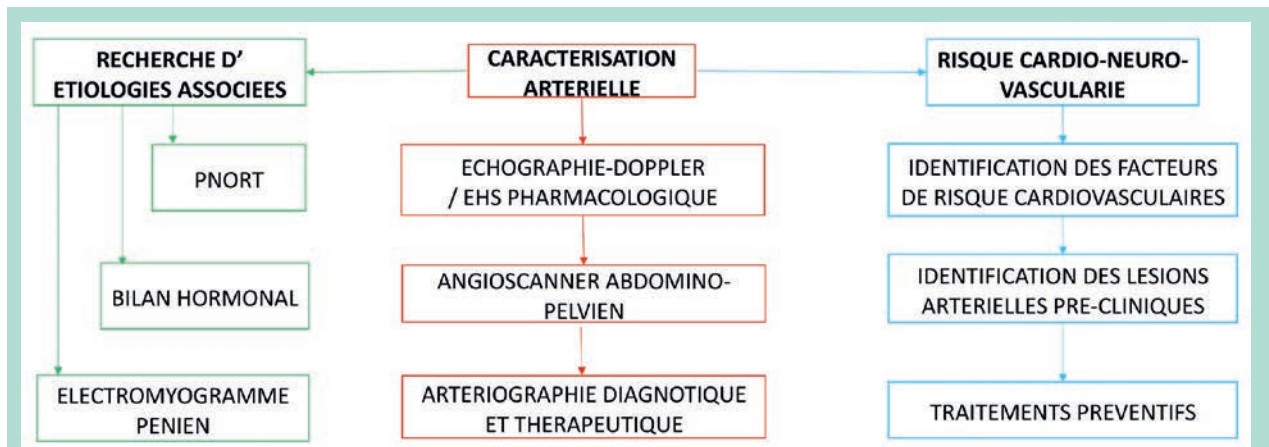 RECHERCHE D'
ETIOLOGIES ASSOCIEES
PNORT
BILAN HORMONAL
ELECTROMYOGRAMME
PENIEN
CARACTERISATION
ARTERIELLE
ECHOGRAPHIE-DOPPLER
/ EHS PHARMACOLOGIQUE
ANGIOSCANNER ABDOMINO-
PELVIEN
ARTERIOGRAPHIE DIAGNOTIQUE
ET THERAPEUTIQUE
RISQUE CARDIO-NEURO-
VASCULARIE
IDENTIFICATION DES FACTEURS
DE RISQUE CARDIOVASCULAIRES
IDENTIFICATION DES LESIONS
ARTERIELLES PRE-CLINIQUES
TRAITEMENTS PREVENTIFS